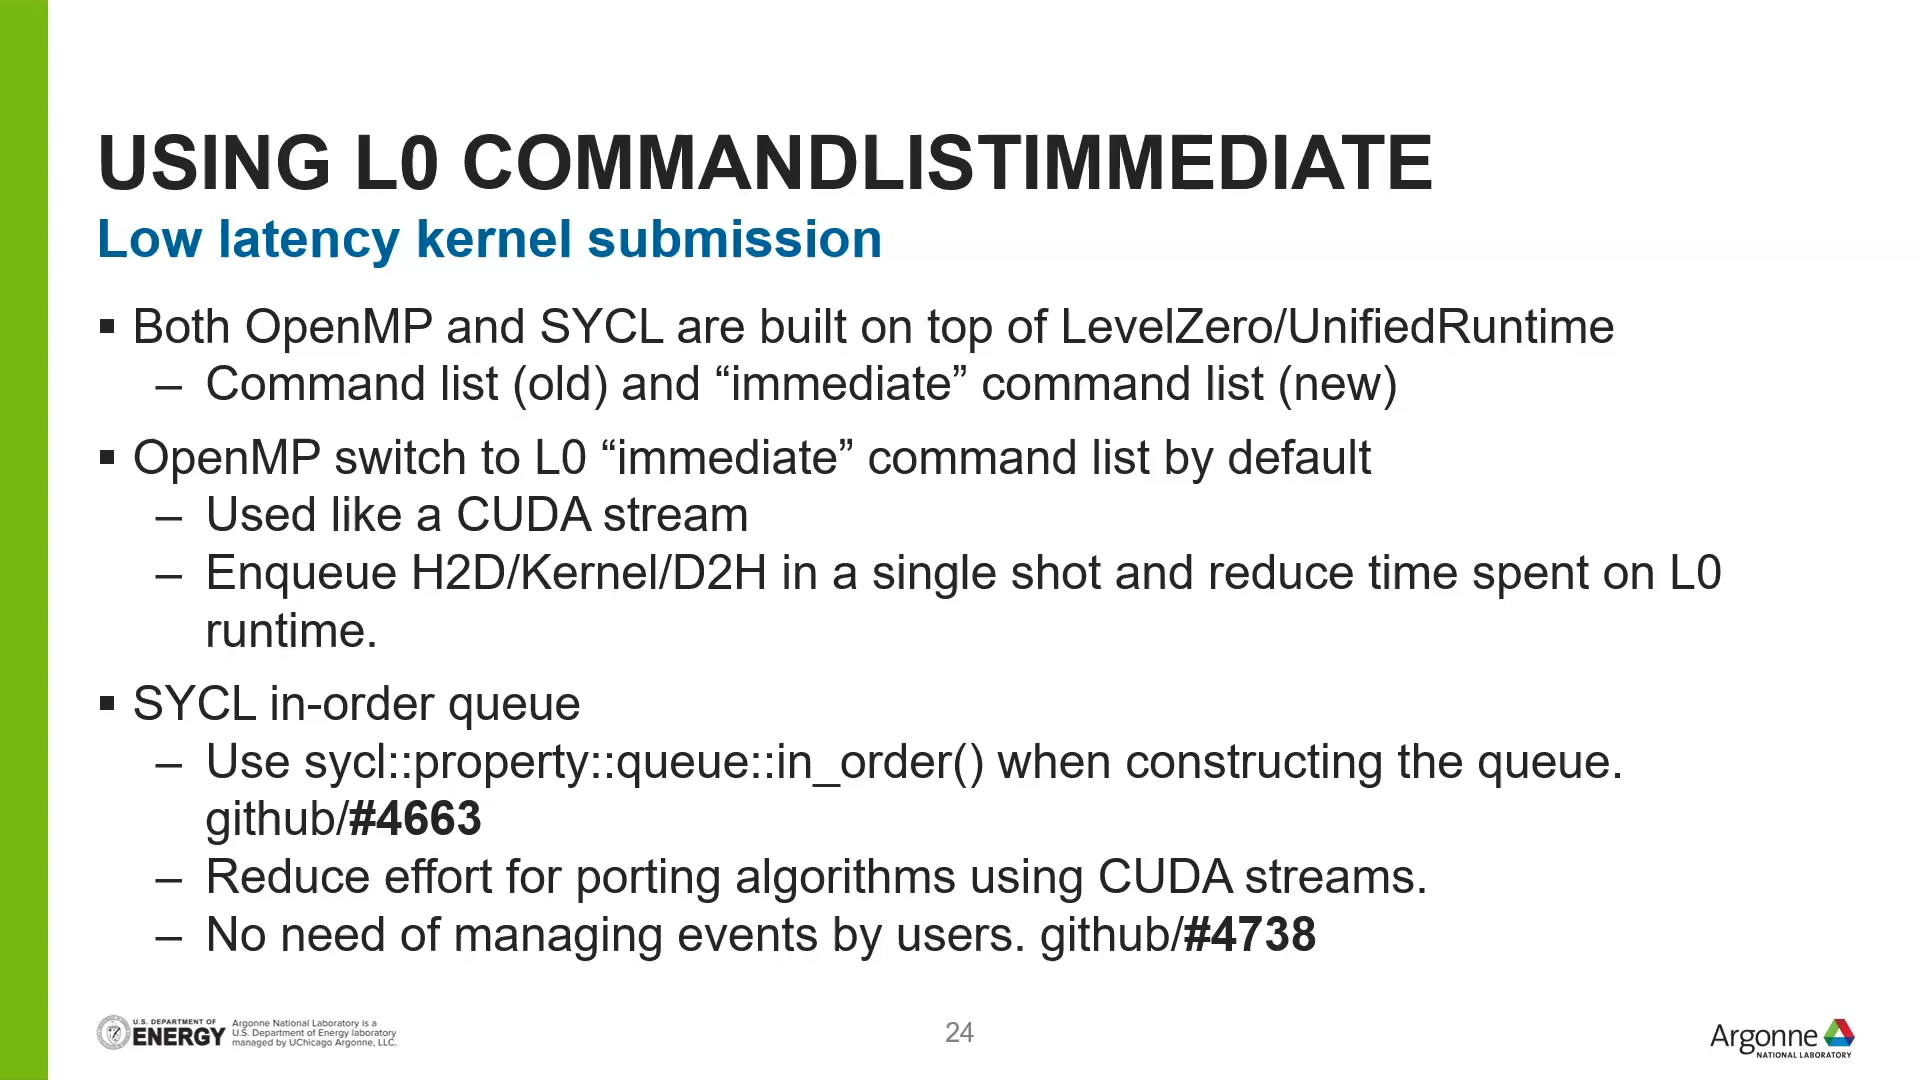 USING L0 COMMANDLISTIMMEDIATE
Low latency kernel submission
▪ Both OpenMP and SYCL are built on top of LevelZero/UnifiedRuntime
– Command list (old) and “immediate” command list (new)
▪ OpenMP switch to L0 “immediate” command list by default
– Used like a CUDA stream
– Enqueue H2D/Kernel/D2H in a single shot and reduce time spent on L0
runtime.
▪ SYCL in-order queue
– Use sycl::property::queue::in_order() when constructing the queue.
github/#4663
– Reduce effort for porting algorithms using CUDA streams.
– No need of managing events by users. github/#4738
U.S. DEPARTMENT OF
ENERGY
Argonne National Laboratory is a
U.S. Department of Energy laboratory
managed by UChicago Argonne, LLC.
24
Argonne
NATIONAL LABORATORY